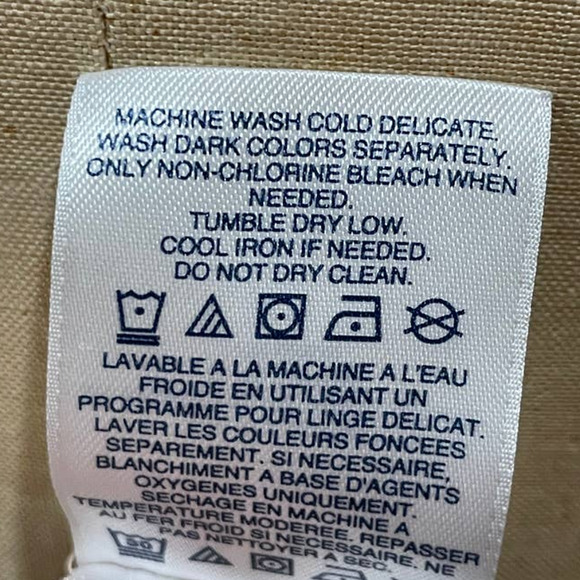 MACHINE WASH COLD DELICATE.
WASH DARK COLORS SEPARATELY.
ONLY NON-CHLORINE BLEACH WHEN
NEEDED.
TUMBLE DRY LOW.
COOL IRON IF NEEDED.
DO NOT DRY CLEAN.
LAVABLE A LA MACHINE A L'EAU
FROIDE EN UTILISANT UN
PROGRAMME POUR LINGE DELICAT.
LAVER LES COULEURS FONCEES
SEPAREMENT. SI NECESSAIRE,
BLANCHIMENT A BASE D'AGENTS
OXYGENES UNIQUEMENT.
SECHAGE EN MACHINE A
TEMPERATURE MODEREE. REPASSER
AU FER FROID SI NECESSAIRE. NE
PAS NETTOYER A SEC.